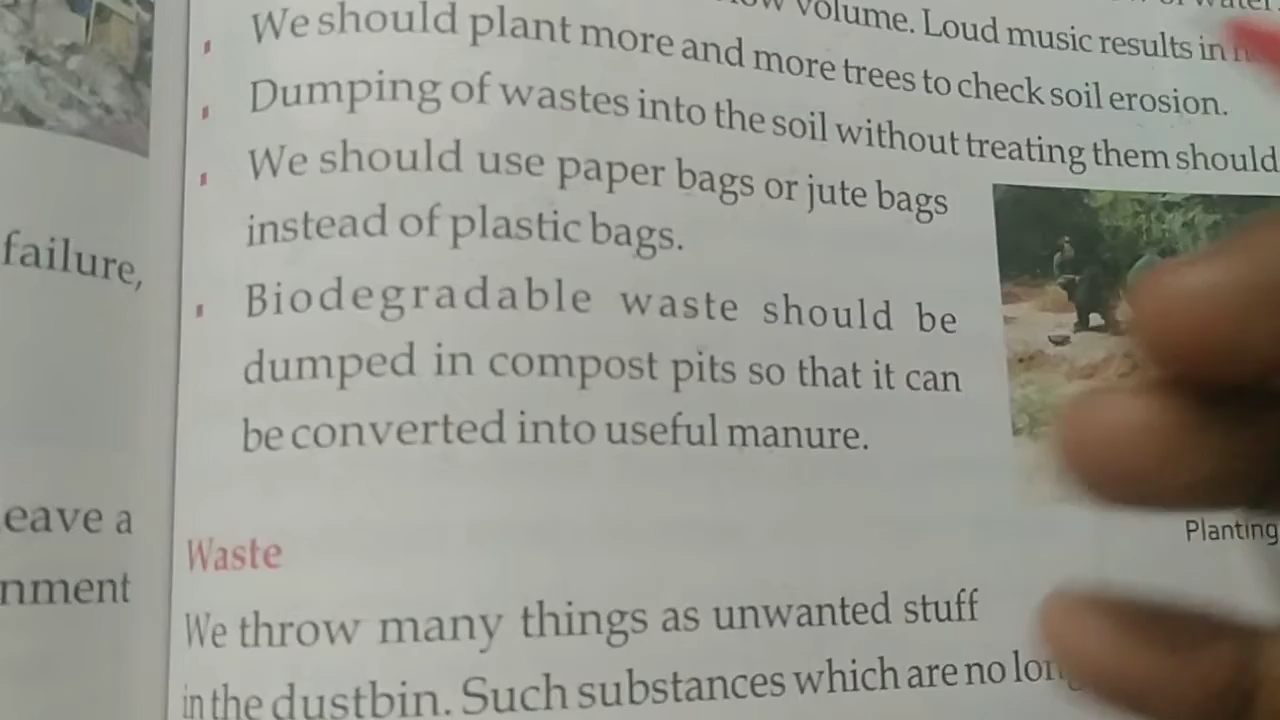 ow volume. Loud music results in
We should plant more and more trees to check soil erosion.
Dumping of wastes into the soil without treating them should
We should use paper bags or jute bags
instead of plastic bags.
Biodegradable waste should be
dumped in compost pits so that it can
be converted into useful manure.
Planting
Waste
We throw many things as unwanted stuff
in the dustbin. Such substances which are no lon
failure,
eave a
nment